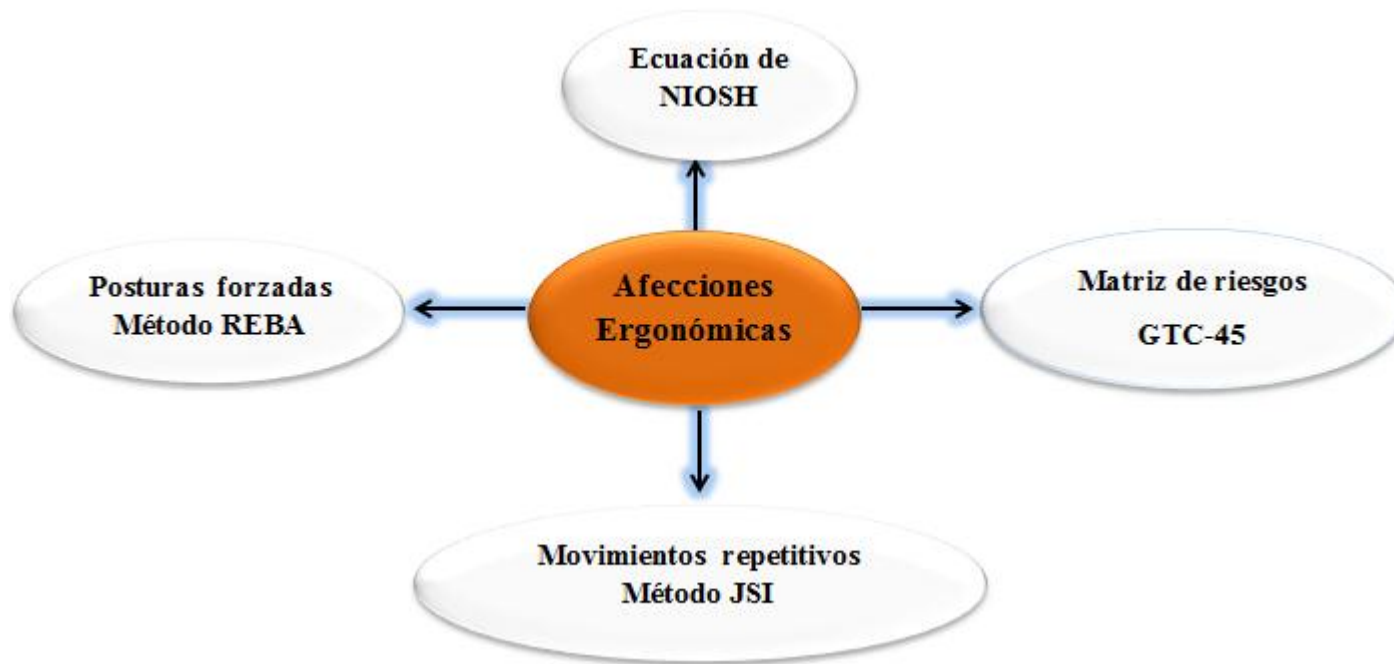 Ecuación de
NIOSH
Posturas forzadas
Método REBA
Afecciones
Ergonómicas
Matriz de riesgos
GTC-45
Movimientos repetitivos
Método JSI